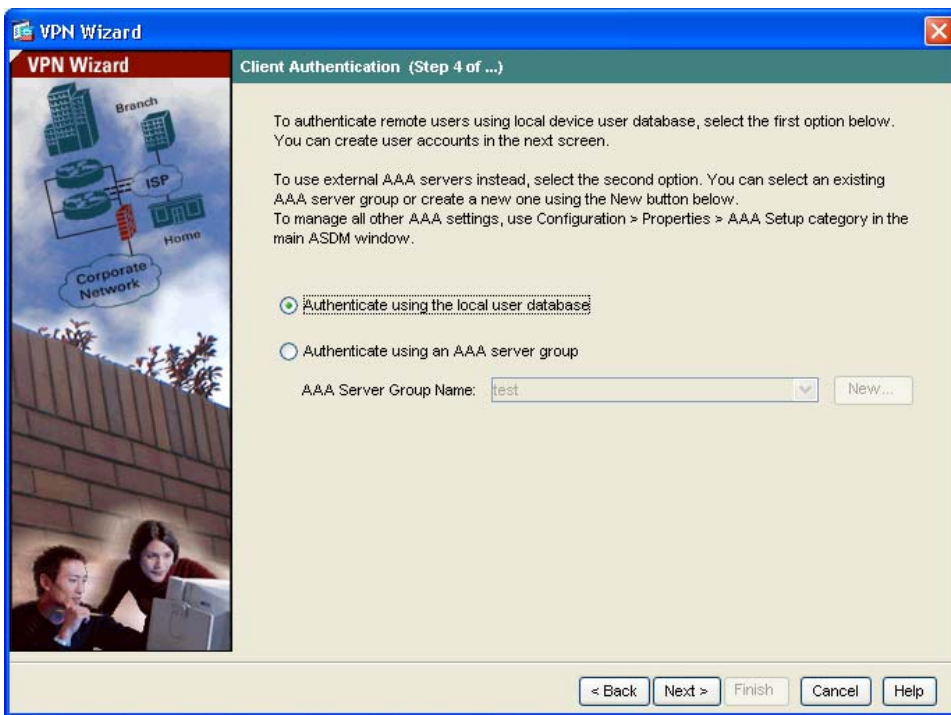 VPN Wizard
VPN Wizard
Branch
ISP
Home
Corporate
Network
Client Authentication (Step 4 of ...)
To authenticate remote users using local device user database, select the first option below.
You can create user accounts in the next screen.
To use external AAA servers instead, select the second option. You can select an existing
AAA server group or create a new one using the New button below.
To manage all other AAA settings, use Configuration > Properties > AAA Setup category in the
main ASDM window.
Authenticate using the local user database
Authenticate using an AAA server group
AAA Server Group Name: test New...
< Back Next > Finish Cancel Help